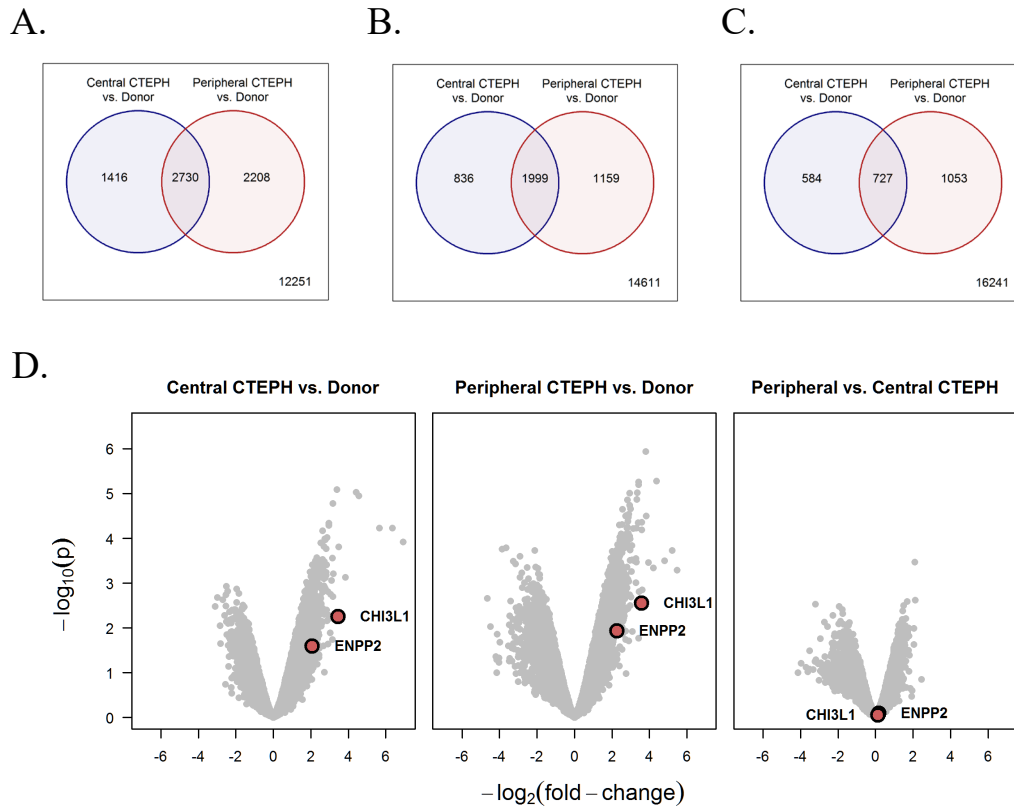 A.
B.
C.
Central CTEPH
vs. Donor
Peripheral CTEPH
vs. Donor
1416
2730
2208
12251
Central CTEPH
vs. Donor
Peripheral CTEPH
vs. Donor
836
1999
1159
14611
Central CTEPH
vs. Donor
Peripheral CTEPH
vs. Donor
584
727
1053
16241
D.
Central CTEPH vs. Donor
Peripheral CTEPH vs. Donor
Peripheral vs. Central CTEPH
−log10(p)
6
5
4
3
2
1
0
CHI3L1
ENPP2
CHI3L1
ENPP2
CHI3L1
ENPP2
-6 -4 -2 0 2 4 6
-6 -4 -2 0 2 4 6
-6 -4 -2 0 2 4 6
−log2(fold−change)